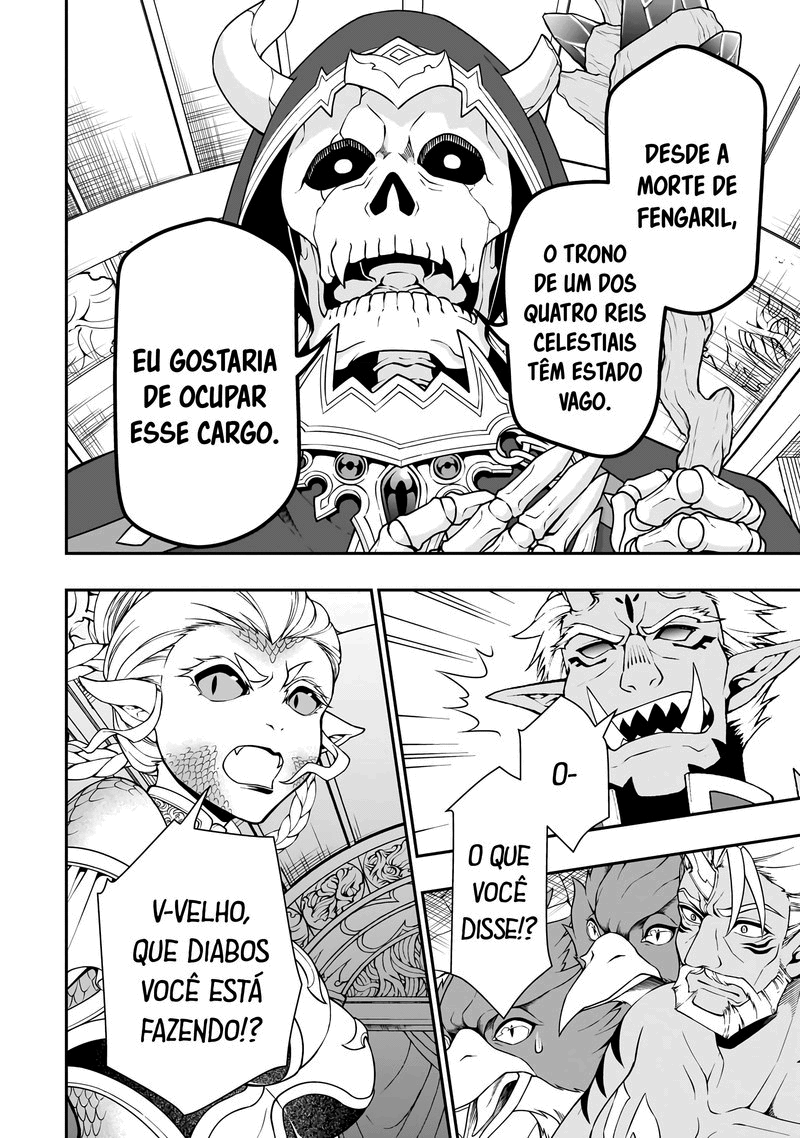 DESDE A
MORTE DE
FENGARIL,
O TRONO
DE UM DOS
QUATRO REIS
CELESTIAIS
TÊM ESTADO
VAGO.
EU GOSTARIA
DE OCUPAR
ESSE CARGO.
O-
O QUE
VOCÊ
DISSE!?
V-VELHO,
QUE DIABOS
VOCÊ ESTÁ
FAZENDO!?